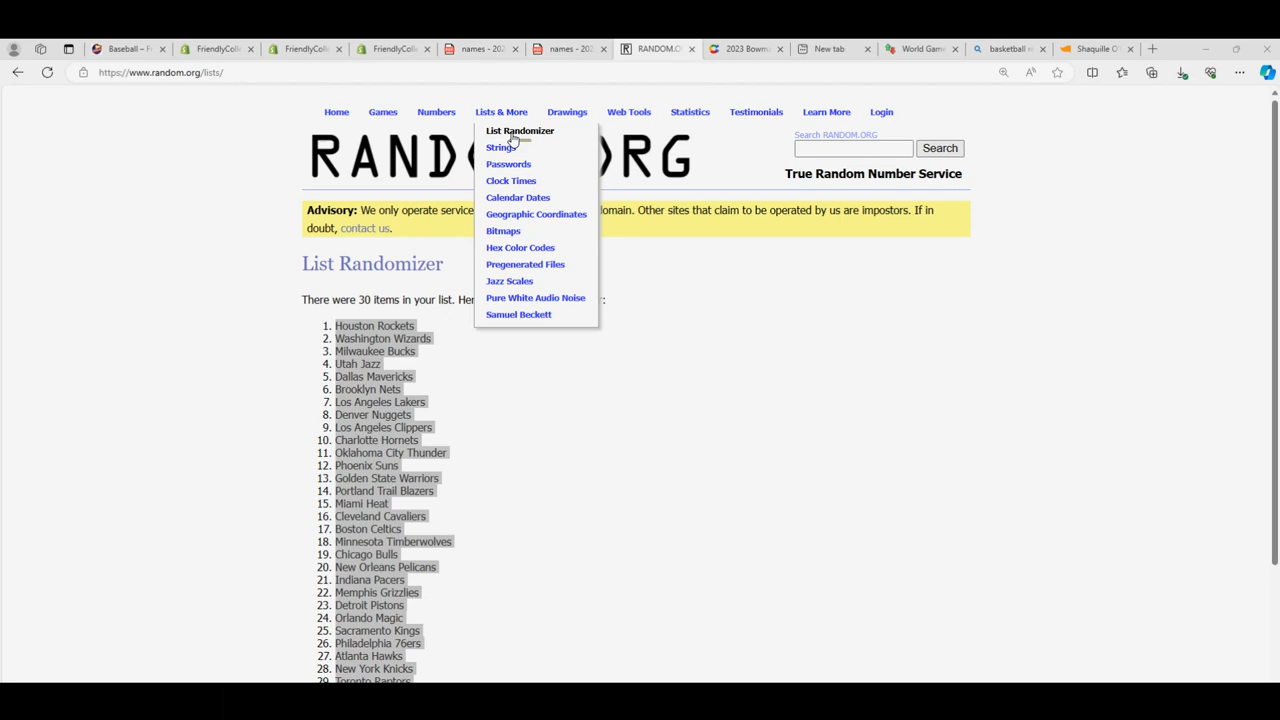 Baseball – F
FriendlyColle
FriendlyColle
FriendlyColle
names - 202
names - 202
RANDOM.O
2023 Bowma
New tab
World Game
basketball r
Shaquille O'
https://www.random.org/lists/
Home
Games
Numbers
Lists & More
Drawings
Web Tools
Statistics
Testimonials
Learn More
Login
List Randomizer
Strings
Passwords
Clock Times
Calendar Dates
Geographic Coordinates
Bitmaps
Hex Color Codes
Pregenerated Files
Jazz Scales
Pure White Audio Noise
Samuel Beckett
RAND
RG
Search RANDOM.ORG
Search
True Random Number Service
Advisory: We only operate service
omain. Other sites that claim to be operated by us are impostors. If in
doubt, contact us.
List Randomizer
There were 30 items in your list. Her
r:
1. Houston Rockets
2. Washington Wizards
3. Milwaukee Bucks
4. Utah Jazz
5. Dallas Mavericks
6. Brooklyn Nets
7. Los Angeles Lakers
8. Denver Nuggets
9. Los Angeles Clippers
10. Charlotte Hornets
11. Oklahoma City Thunder
12. Phoenix Suns
13. Golden State Warriors
14. Portland Trail Blazers
15. Miami Heat
16. Cleveland Cavaliers
17. Boston Celtics
18. Minnesota Timberwolves
19. Chicago Bulls
20. New Orleans Pelicans
21. Indiana Pacers
22. Memphis Grizzlies
23. Detroit Pistons
24. Orlando Magic
25. Sacramento Kings
26. Philadelphia 76ers
27. Atlanta Hawks
28. New York Knicks
29. Toronto Raptors